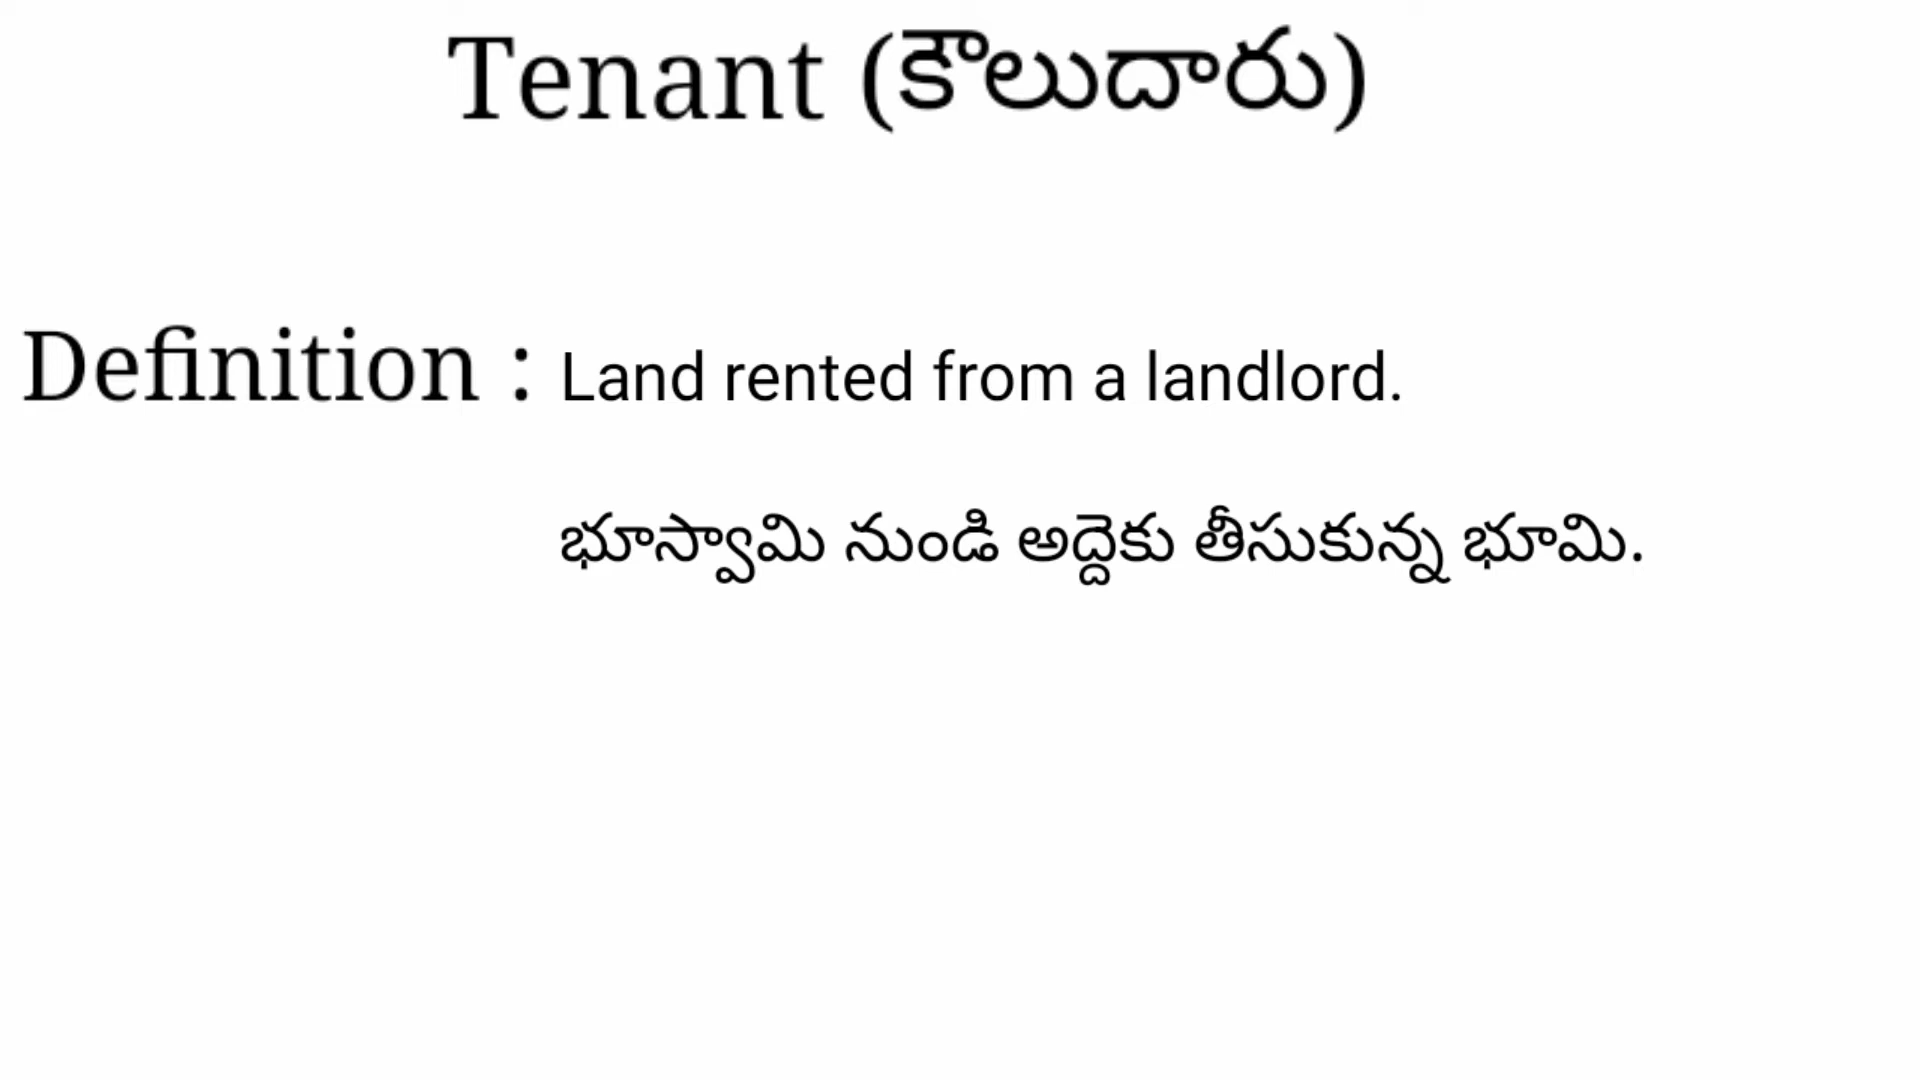 Tenant (కౌలుదారు)
Definition : Land rented from a landlord.
భూస్వామి నుండి అద్దెకు తీసుకున్న భూమి.